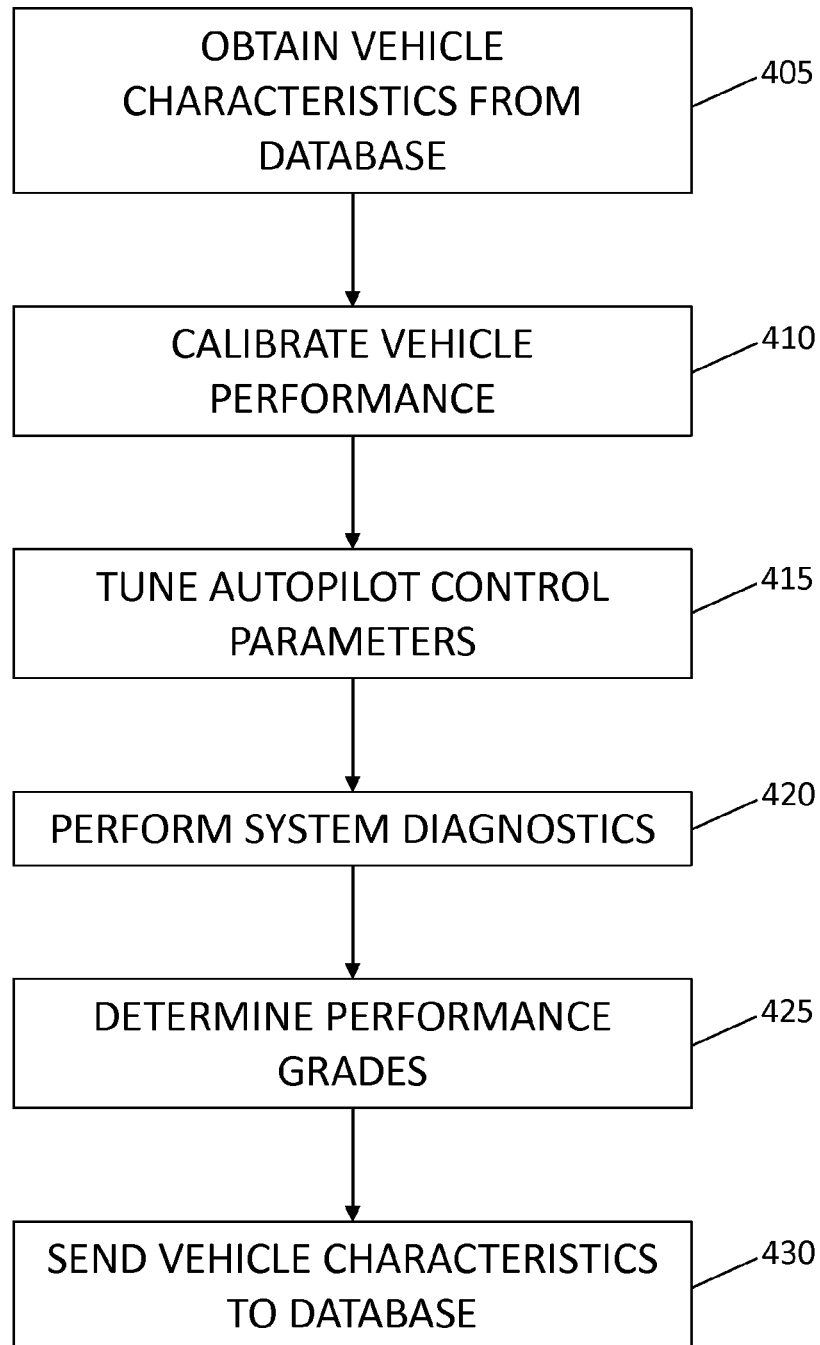 OBTAIN VEHICLE
CHARACTERISTICS FROM
DATABASE
405
CALIBRATE VEHICLE
PERFORMANCE
410
TUNE AUTOPILOT CONTROL
PARAMETERS
415
PERFORM SYSTEM DIAGNOSTICS
420
DETERMINE PERFORMANCE
GRADES
425
SEND VEHICLE CHARACTERISTICS
TO DATABASE
430